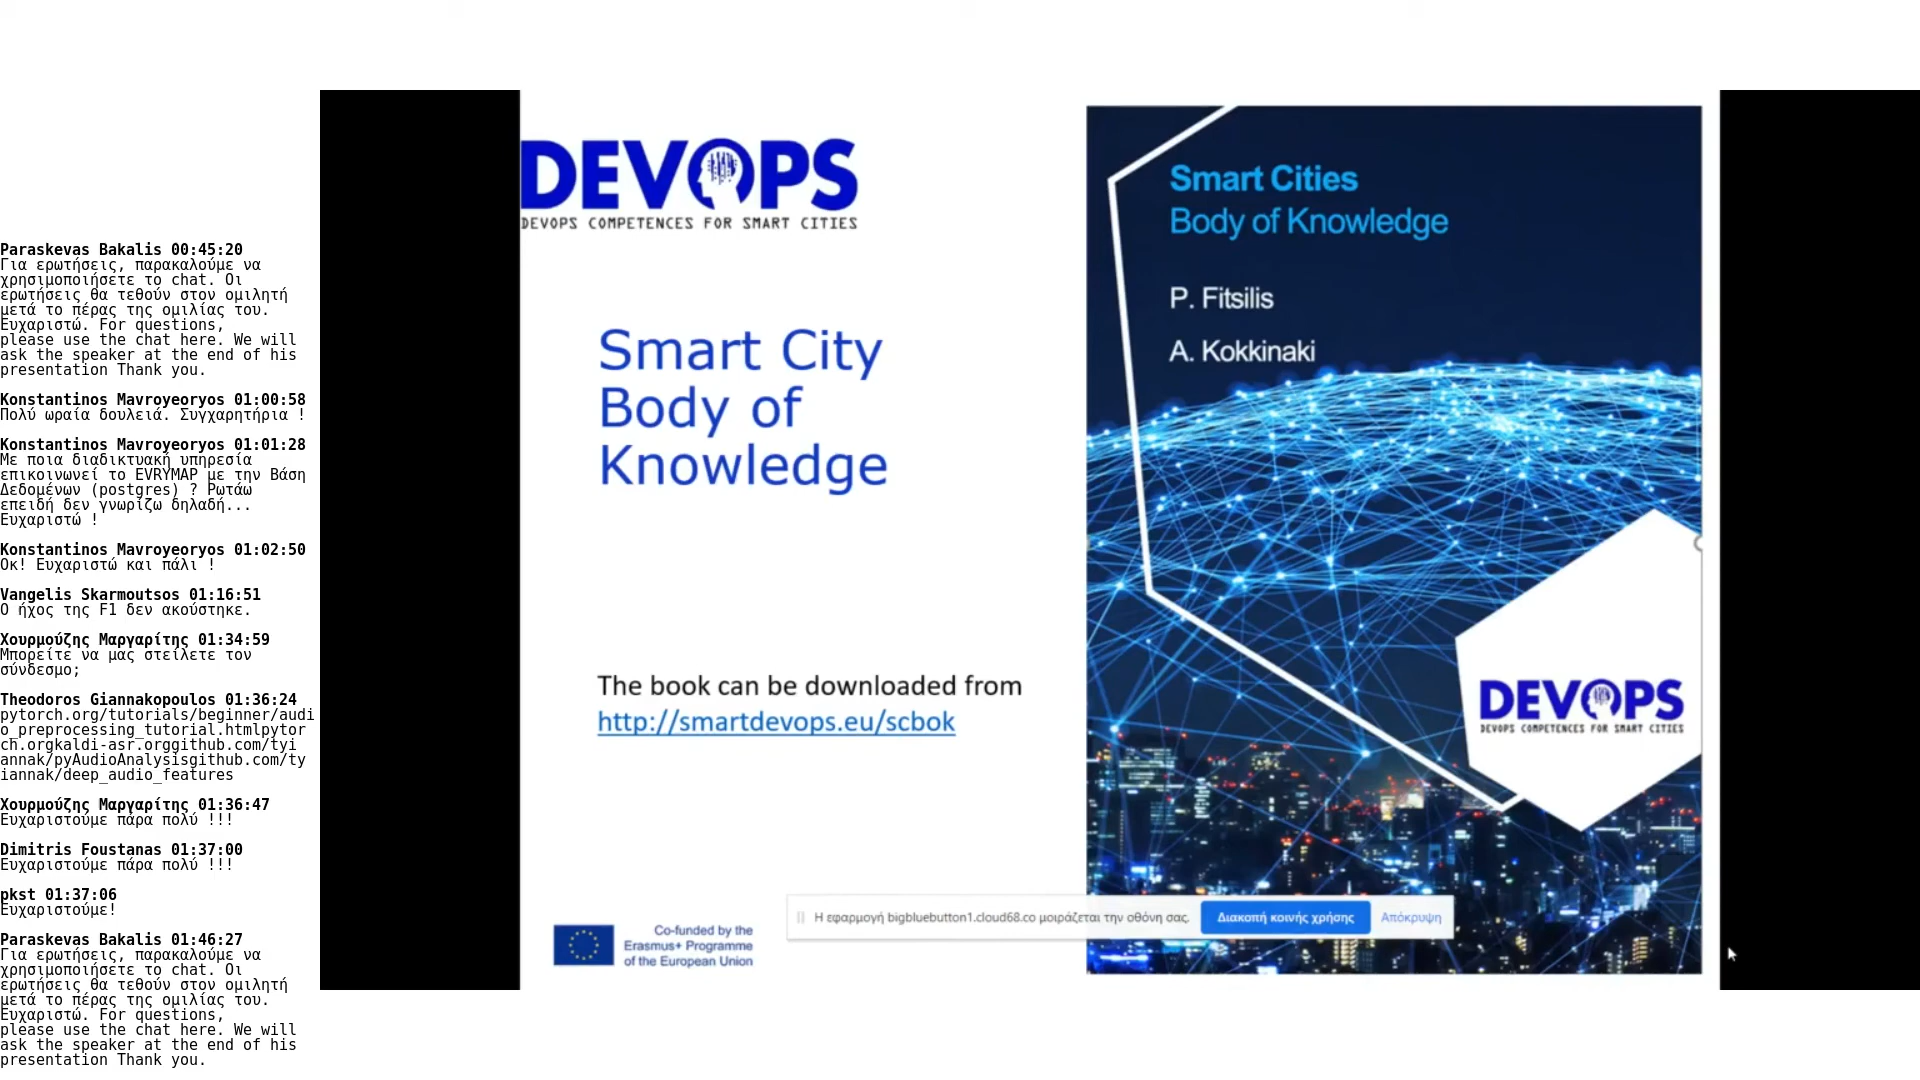 Paraskevas Bakalis 00:45:20
Για ερωτήσεις, παρακαλούμε να
χρησιμοποιήσετε το chat. Οι
ερωτήσεις θα τεθούν στον ομιλητή
μετά το πέρας της ομιλίας του.
Ευχαριστώ. For questions,
please use the chat here. We will
ask the speaker at the end of his
presentation Thank you.
Konstantinos Mavroyeoryos 01:00:58
Πολύ ωραία δουλειά. Συγχαρητήρια !
Konstantinos Mavroyeoryos 01:01:28
Με ποια διαδικτυακή υπηρεσία
επικοινωνεί το EVRYMAP με την Βάση
Δεδομένων (postgres) ? Ρωτάω
επειδή δεν γνωρίζω δηλαδή...
Ευχαριστώ !
Konstantinos Mavroyeoryos 01:02:50
Οκ! Ευχαριστώ και πάλι !
Vangelis Skarmoutsos 01:16:51
Ο ήχος της F1 δεν ακούστηκε.
Χουρμούζης Μαργαρίτης 01:34:59
Μπορείτε να μας στείλετε τον
σύνδεσμο;
Theodoros Giannakopoulos 01:36:24
pytorch.org/tutorials/beginner/audi
o_preprocessing_tutorial.htmlpytor
ch.orgkaldi-asr.orggithub.com/tyi
annak/pyAudioAnalysisgithub.com/ty
iannak/deep_audio_features
Χουρμούζης Μαργαρίτης 01:36:47
Ευχαριστούμε πάρα πολύ !!!
Dimitris Foustanas 01:37:00
Ευχαριστούμε πάρα πολύ !!!
pkst 01:37:06
Ευχαριστούμε!
Paraskevas Bakalis 01:46:27
Για ερωτήσεις, παρακαλούμε να
χρησιμοποιήσετε το chat. Οι
ερωτήσεις θα τεθούν στον ομιλητή
μετά το πέρας της ομιλίας του.
Ευχαριστώ. For questions,
please use the chat here. We will
ask the speaker at the end of his
presentation Thank you.
DEVOPS
DEVOPS COMPETENCES FOR SMART CITIES
Smart City
Body of
Knowledge
The book can be downloaded from
http://smartdevops.eu/scbok
Co-funded by the
Erasmus+ Programme
of the European Union
Smart Cities
Body of Knowledge
P. Fitsilis
A. Kokkinaki
DEVOPS
DEVOPS COMPETENCES FOR SMART CITIES
Η εφαρμογή bigbluebutton1.cloud68.co μοιράζεται την οθόνη σας.
Διακοπή κοινής χρήσης
Απόκρυψη